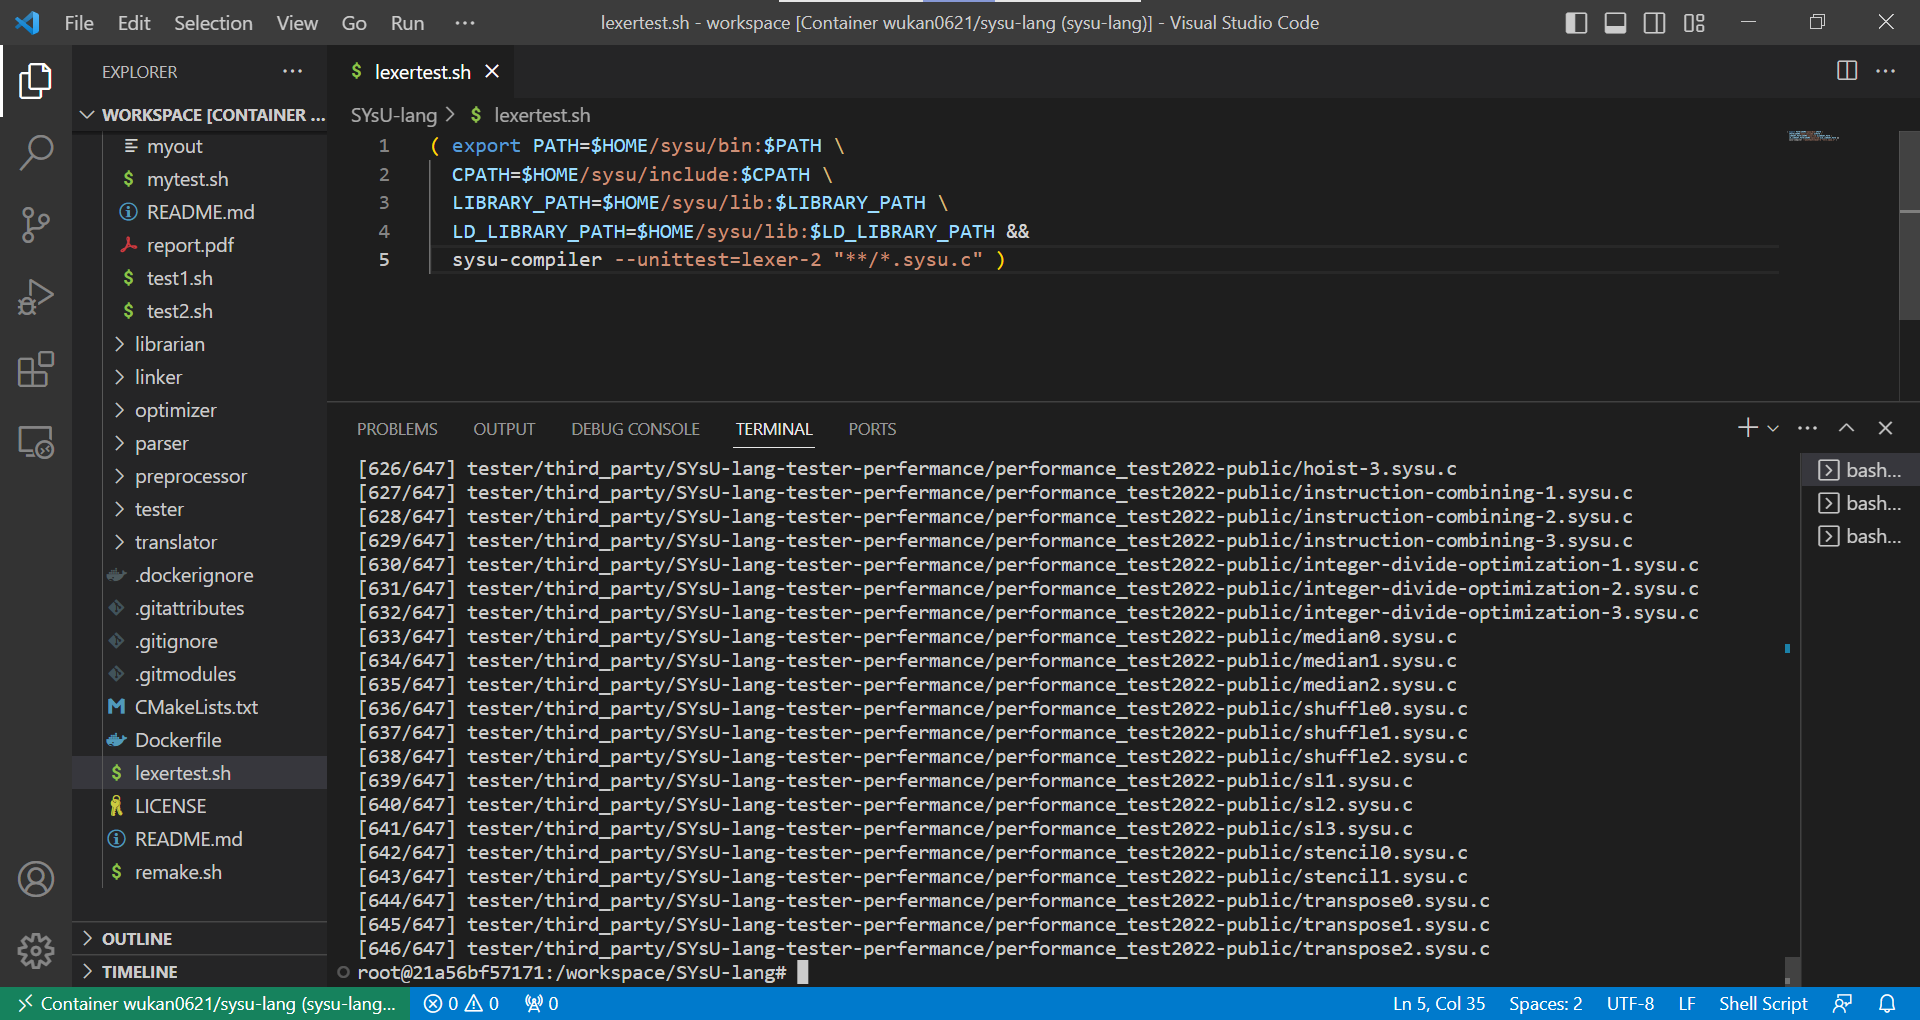 File Edit Selection View Go Run ··· lexertest.sh - workspace [Container wukan0621/sysu-lang (sysu-lang)] - Visual Studio Code
EXPLORER ···
WORKSPACE [CONTAINER ...
myout
mytest.sh
README.md
report.pdf
test1.sh
test2.sh
librarian
linker
optimizer
parser
preprocessor
tester
translator
.dockerignore
.gitattributes
.gitignore
.gitmodules
CMakeLists.txt
Dockerfile
lexertest.sh
LICENSE
README.md
remake.sh
OUTLINE
TIMELINE
$ lexertest.sh
SYsU-lang > $ lexertest.sh
1 ( export PATH=$HOME/sysu/bin:$PATH \
2 CPATH=$HOME/sysu/include:$CPATH \
3 LIBRARY_PATH=$HOME/sysu/lib:$LIBRARY_PATH \
4 LD_LIBRARY_PATH=$HOME/sysu/lib:$LD_LIBRARY_PATH &&
5 sysu-compiler --unittest=lexer-2 "**/*.sysu.c" )
PROBLEMS OUTPUT DEBUG CONSOLE TERMINAL PORTS
[626/647] tester/third_party/SYsU-lang-tester-perfermance/performance_test2022-public/hoist-3.sysu.c
[627/647] tester/third_party/SYsU-lang-tester-perfermance/performance_test2022-public/instruction-combining-1.sysu.c
[628/647] tester/third_party/SYsU-lang-tester-perfermance/performance_test2022-public/instruction-combining-2.sysu.c
[629/647] tester/third_party/SYsU-lang-tester-perfermance/performance_test2022-public/instruction-combining-3.sysu.c
[630/647] tester/third_party/SYsU-lang-tester-perfermance/performance_test2022-public/integer-divide-optimization-1.sysu.c
[631/647] tester/third_party/SYsU-lang-tester-perfermance/performance_test2022-public/integer-divide-optimization-2.sysu.c
[632/647] tester/third_party/SYsU-lang-tester-perfermance/performance_test2022-public/integer-divide-optimization-3.sysu.c
[633/647] tester/third_party/SYsU-lang-tester-perfermance/performance_test2022-public/median0.sysu.c
[634/647] tester/third_party/SYsU-lang-tester-perfermance/performance_test2022-public/median1.sysu.c
[635/647] tester/third_party/SYsU-lang-tester-perfermance/performance_test2022-public/median2.sysu.c
[636/647] tester/third_party/SYsU-lang-tester-perfermance/performance_test2022-public/shuffle0.sysu.c
[637/647] tester/third_party/SYsU-lang-tester-perfermance/performance_test2022-public/shuffle1.sysu.c
[638/647] tester/third_party/SYsU-lang-tester-perfermance/performance_test2022-public/shuffle2.sysu.c
[639/647] tester/third_party/SYsU-lang-tester-perfermance/performance_test2022-public/sl1.sysu.c
[640/647] tester/third_party/SYsU-lang-tester-perfermance/performance_test2022-public/sl2.sysu.c
[641/647] tester/third_party/SYsU-lang-tester-perfermance/performance_test2022-public/sl3.sysu.c
[642/647] tester/third_party/SYsU-lang-tester-perfermance/performance_test2022-public/stencil0.sysu.c
[643/647] tester/third_party/SYsU-lang-tester-perfermance/performance_test2022-public/stencil1.sysu.c
[644/647] tester/third_party/SYsU-lang-tester-perfermance/performance_test2022-public/transpose0.sysu.c
[645/647] tester/third_party/SYsU-lang-tester-perfermance/performance_test2022-public/transpose1.sysu.c
[646/647] tester/third_party/SYsU-lang-tester-perfermance/performance_test2022-public/transpose2.sysu.c
root@21a56bf57171:/workspace/SYsU-lang#
bash...
bash...
bash...
Container wukan0621/sysu-lang (sysu-lang... 0 0 0 Ln 5, Col 35 Spaces: 2 UTF-8 LF Shell Script